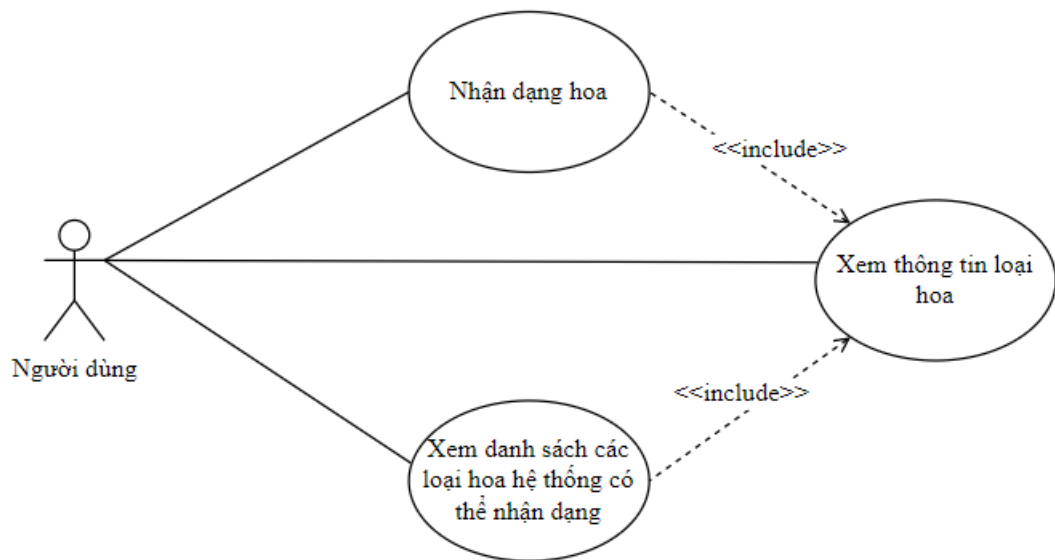 Nhận dạng hoa
<<include>>
Xem thông tin loại
hoa
Người dùng
<<include>>
Xem danh sách các
loại hoa hệ thống có
thể nhận dạng